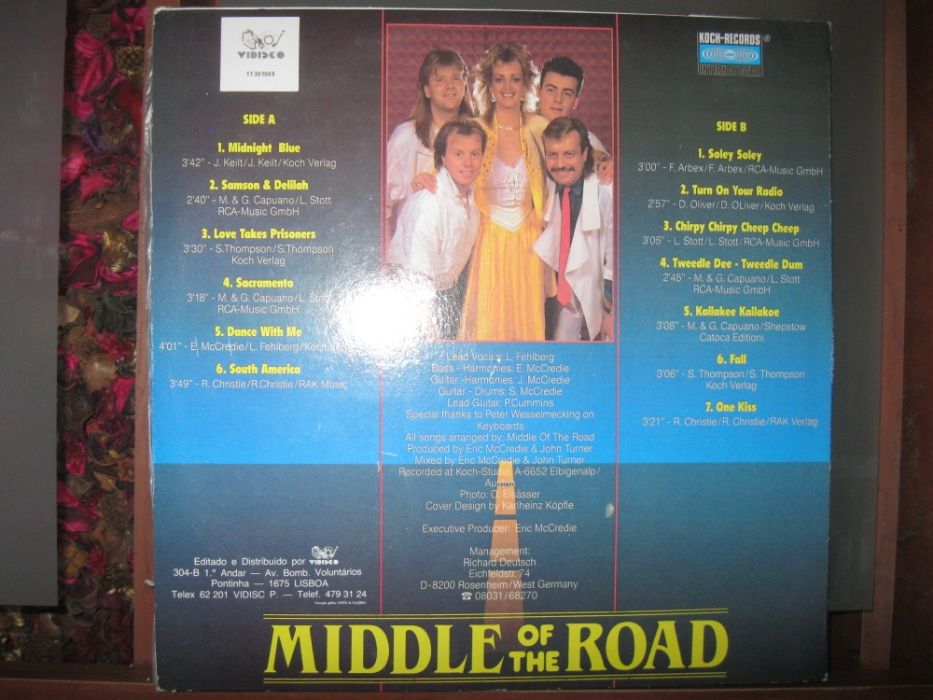 VIDISCO
11.301048
SIDE A
1. Midnight Blue
3'42" - J. Keilt/J. Keilt/Koch Verlag
2. Samson & Delilah
2'40" - M. & G. Capuano/L. Stott
RCA-Music GmbH
3. Love Takes Prisoners
3'30" - S.Thompson/S.Thompson
Koch Verlag
4. Sacramento
3'18" - M. & G. Capuano/L. Stott
RCA-Music GmbH
5. Dance With Me
4'01" - E. McCredie/L. Fehlberg/Koch
6. South America
3'49" - R. Christie/R.Christie/RAK Music
Lead Vocals: L. Fehlberg
Bass - Harmonies: E. McCredie
Guitar - Harmonies: J. McCredie
Guitar - Drums: S. McCredie
Lead Guitar: P.Cummins
Special thanks to Peter Wesselmecking on
Keyboards
All songs arranged by: Middle Of The Road
Produced by Eric McCredie & John Turner
Mixed by Eric McCredie & John Turner
Recorded at Koch-Studio, A-6652 Elbigenalp/
Photo: O. Elsässer
Cover Design by Karlheinz Köpfle
Executive Producer: Eric McCredie
Management:
Richard Deutsch
Eichfeldstr. 74
D-8200 Rosenheim/West Germany
☎ 08031/68270
KOCH-RECORDS
INTERNATIONAL
SIDE B
1. Soley Soley
3'00" - F. Arbex/F. Arbex/RCA-Music GmbH
2. Turn On Your Radio
2'57" - D. Oliver/D. OLiver/Koch Verlag
3. Chirpy Chirpy Cheep Cheep
3'05" - L. Stott/L. Stott/RCA-Music GmbH
4. Tweedle Dee - Tweedle Dum
2'45" - M. & G. Capuano/L. Stott
RCA-Music GmbH
5. Kailakee Kailakoe
3'08" - M. & G. Capuano/Shepstow
Catoca Editioni
6. Fall
3'06" - S. Thompson/S. Thompson
Koch Verlag
7. One Kiss
3'21" - R. Christie/R. Christie/RAK Verlag
Editado e Distribuido por VIDISCO
304-B 1.º Andar — Av. Bomb. Voluntários
Pontinha — 1675 LISBOA
Telex 62 201 VIDISC P. — Telef. 479 31 24
MIDDLE OF THE ROAD